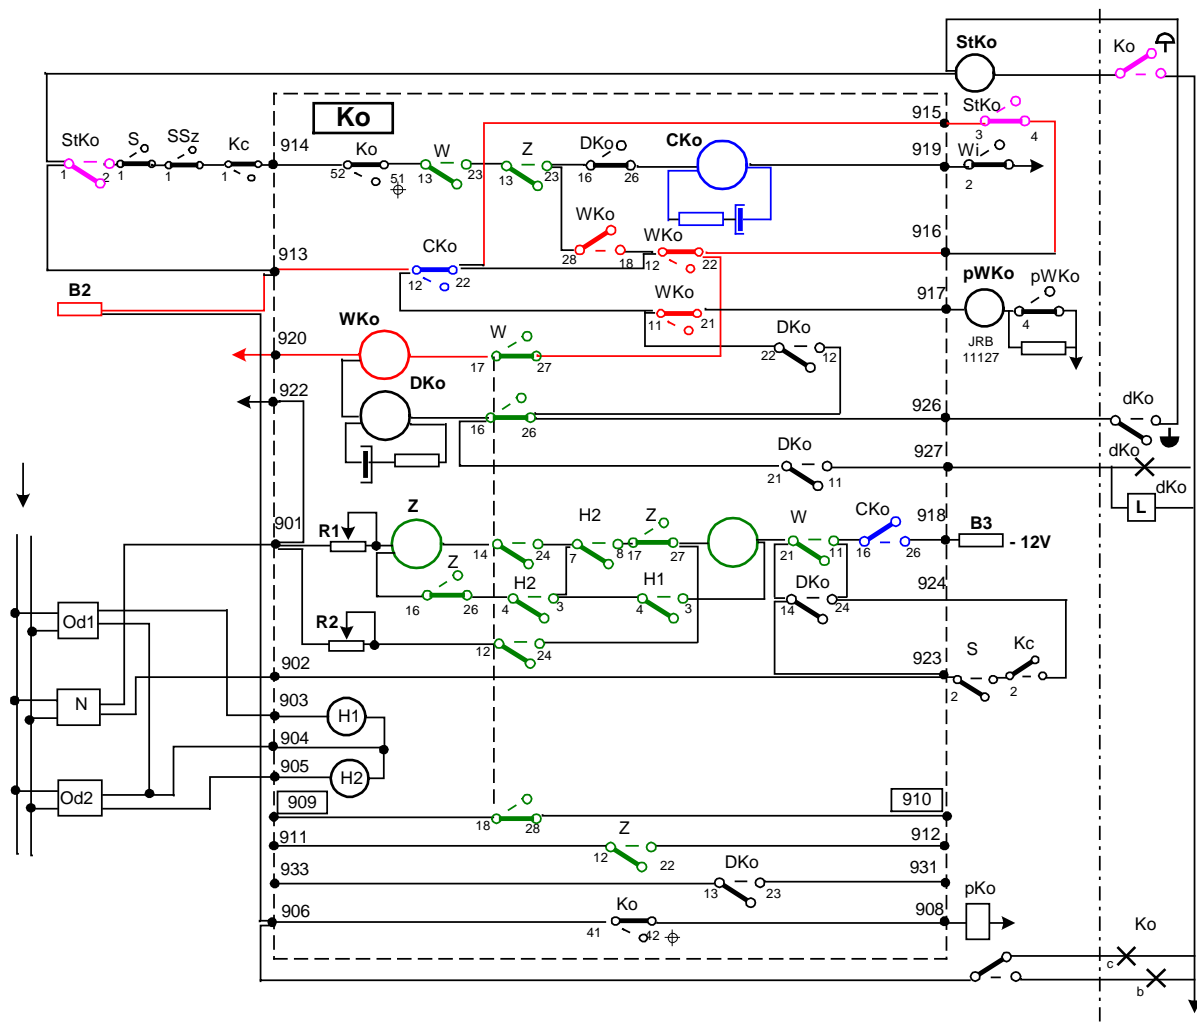 StKo
Ko
Ko
915
StKo
3
4
StKo
S
SSz
Kc
914
Ko
W
Z
DKo
CKo
919
Wi
1
2
1
1
1
52
51
13
23
13
23
16
26
2
WKo
WKo
916
913
CKo
28
18
12
22
12
22
B2
WKo
917
pWKo
pWKo
11
21
4
JRB
11127
920
WKo
W
DKo
17
27
22
12
922
DKo
926
dKo
16
26
DKo
927
dKo
21
11
dKo
L
901
R1
Z
H2
Z
W
CKo
918
B3
- 12V
14
24
7
8
17
27
21
11
16
26
Z
H2
H1
DKo
924
16
26
4
3
4
3
14
24
Od1
R2
12
24
902
923
S
Kc
2
2
N
903
H1
904
905
H2
Od2
909
910
18
28
911
Z
912
12
22
933
DKo
931
13
23
906
Ko
908
pKo
41
42
Ko
c
b